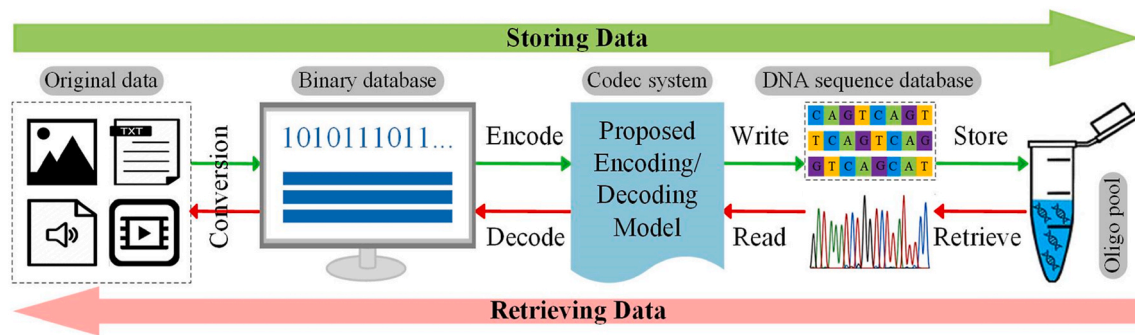 Storing Data
Original data
Binary database
Codec system
DNA sequence database
TXT
1010111011...
Conversion
Encode
Decode
Proposed
Encoding/
Decoding
Model
Write
Read
C A G T C A G T
T C A G T C A G
G T C A G C A T
Store
Retrieve
Oligo pool
Retrieving Data